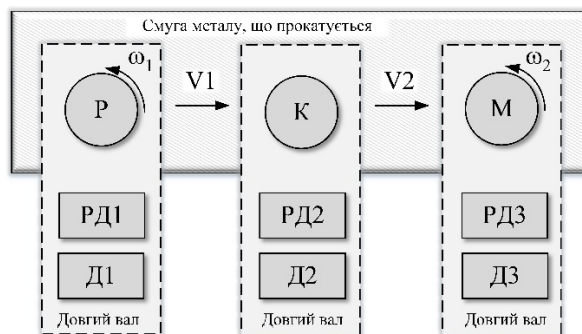 Смуга металу, що прокатується
ω1
V1
V2
ω2
Р
К
М
РД1
РД2
РД3
Д1
Д2
Д3
Довгий вал
Довгий вал
Довгий вал